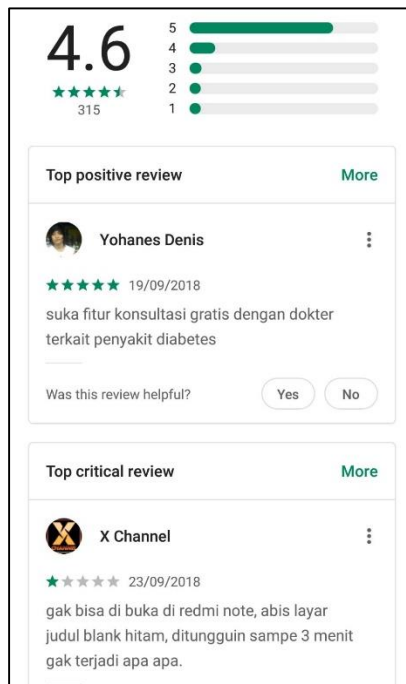 4.6
315
5
4
3
2
1
Top positive review More
Yohanes Denis
19/09/2018
suka fitur konsultasi gratis dengan dokter
terkait penyakit diabetes
Was this review helpful? Yes No
Top critical review More
X Channel
23/09/2018
gak bisa di buka di redmi note, abis layar
judul blank hitam, ditungguin sampe 3 menit
gak terjadi apa apa.